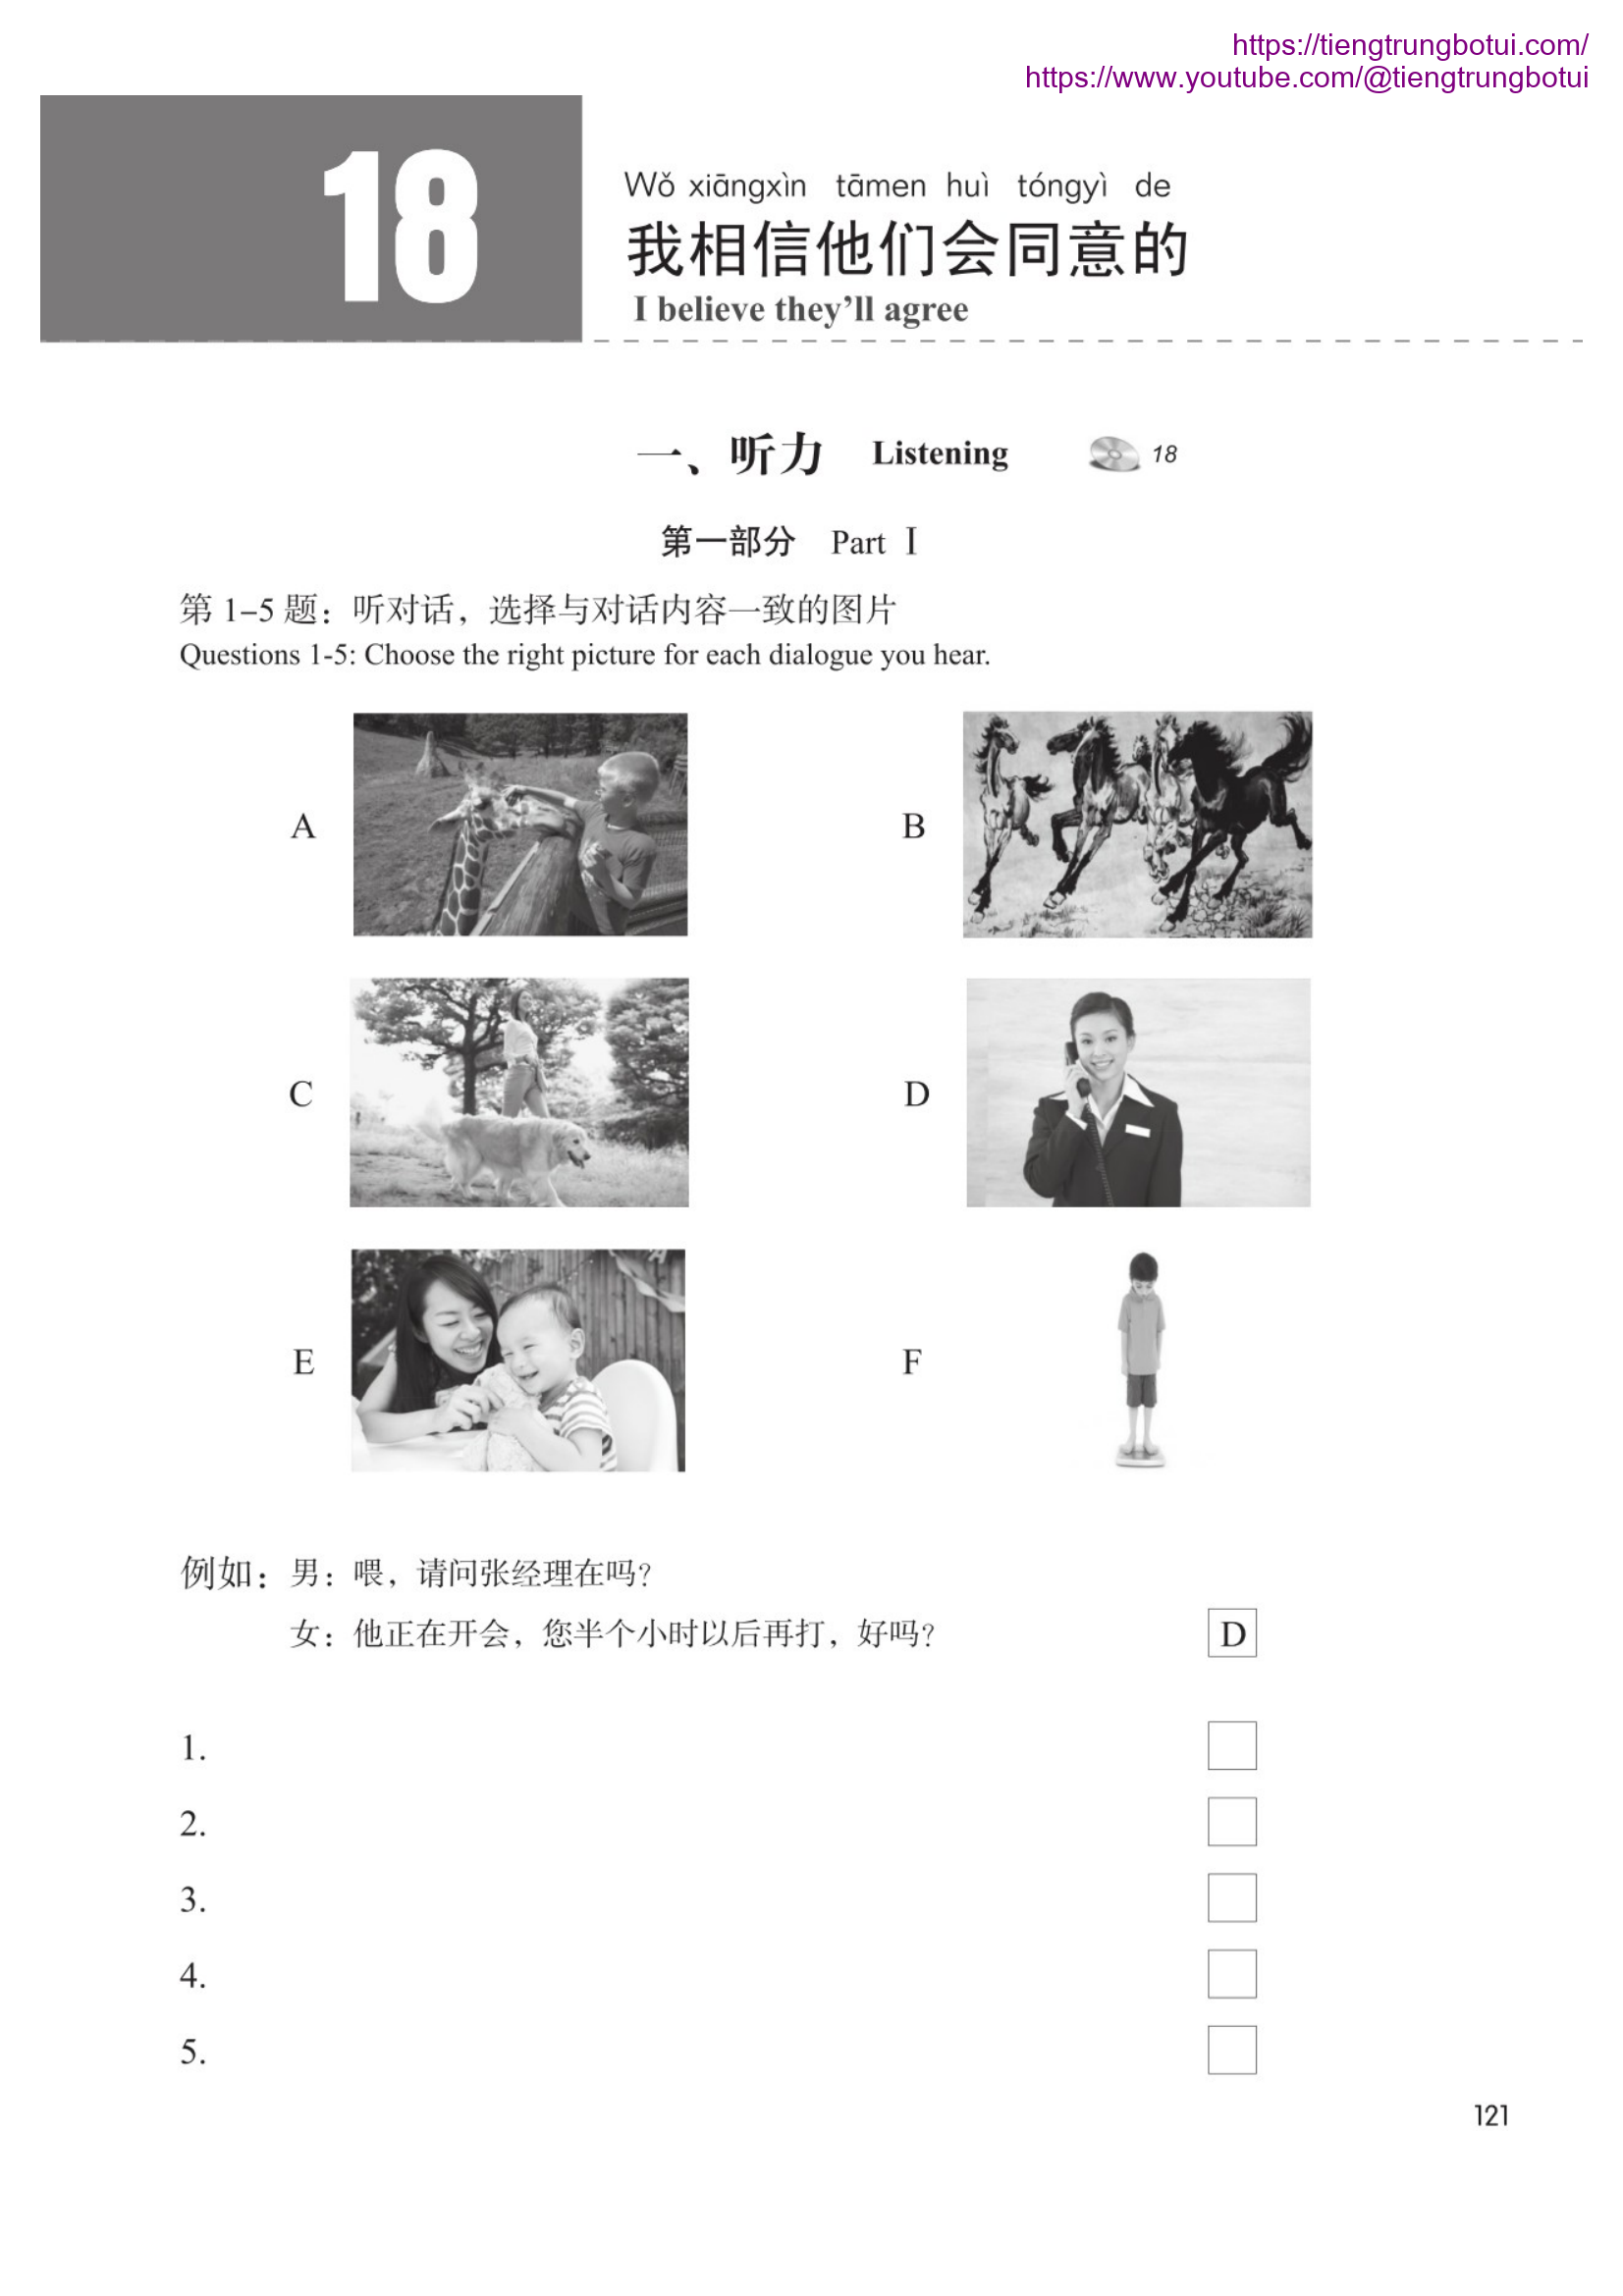 https://tiengtrungbotui.com/
https://www.youtube.com/@tiengtrungbotui
18
Wǒ xiāngxìn tāmen huì tóngyì de
我相信他们会同意的
I believe they'll agree
一、听力 Listening 18
第一部分 Part Ⅰ
第 1–5 题：听对话，选择与对话内容一致的图片
Questions 1-5: Choose the right picture for each dialogue you hear.
A
B
C
D
E
F
例如：男：喂，请问张经理在吗？
女：他正在开会，您半个小时以后再打，好吗？ D
1.
2.
3.
4.
5.
121